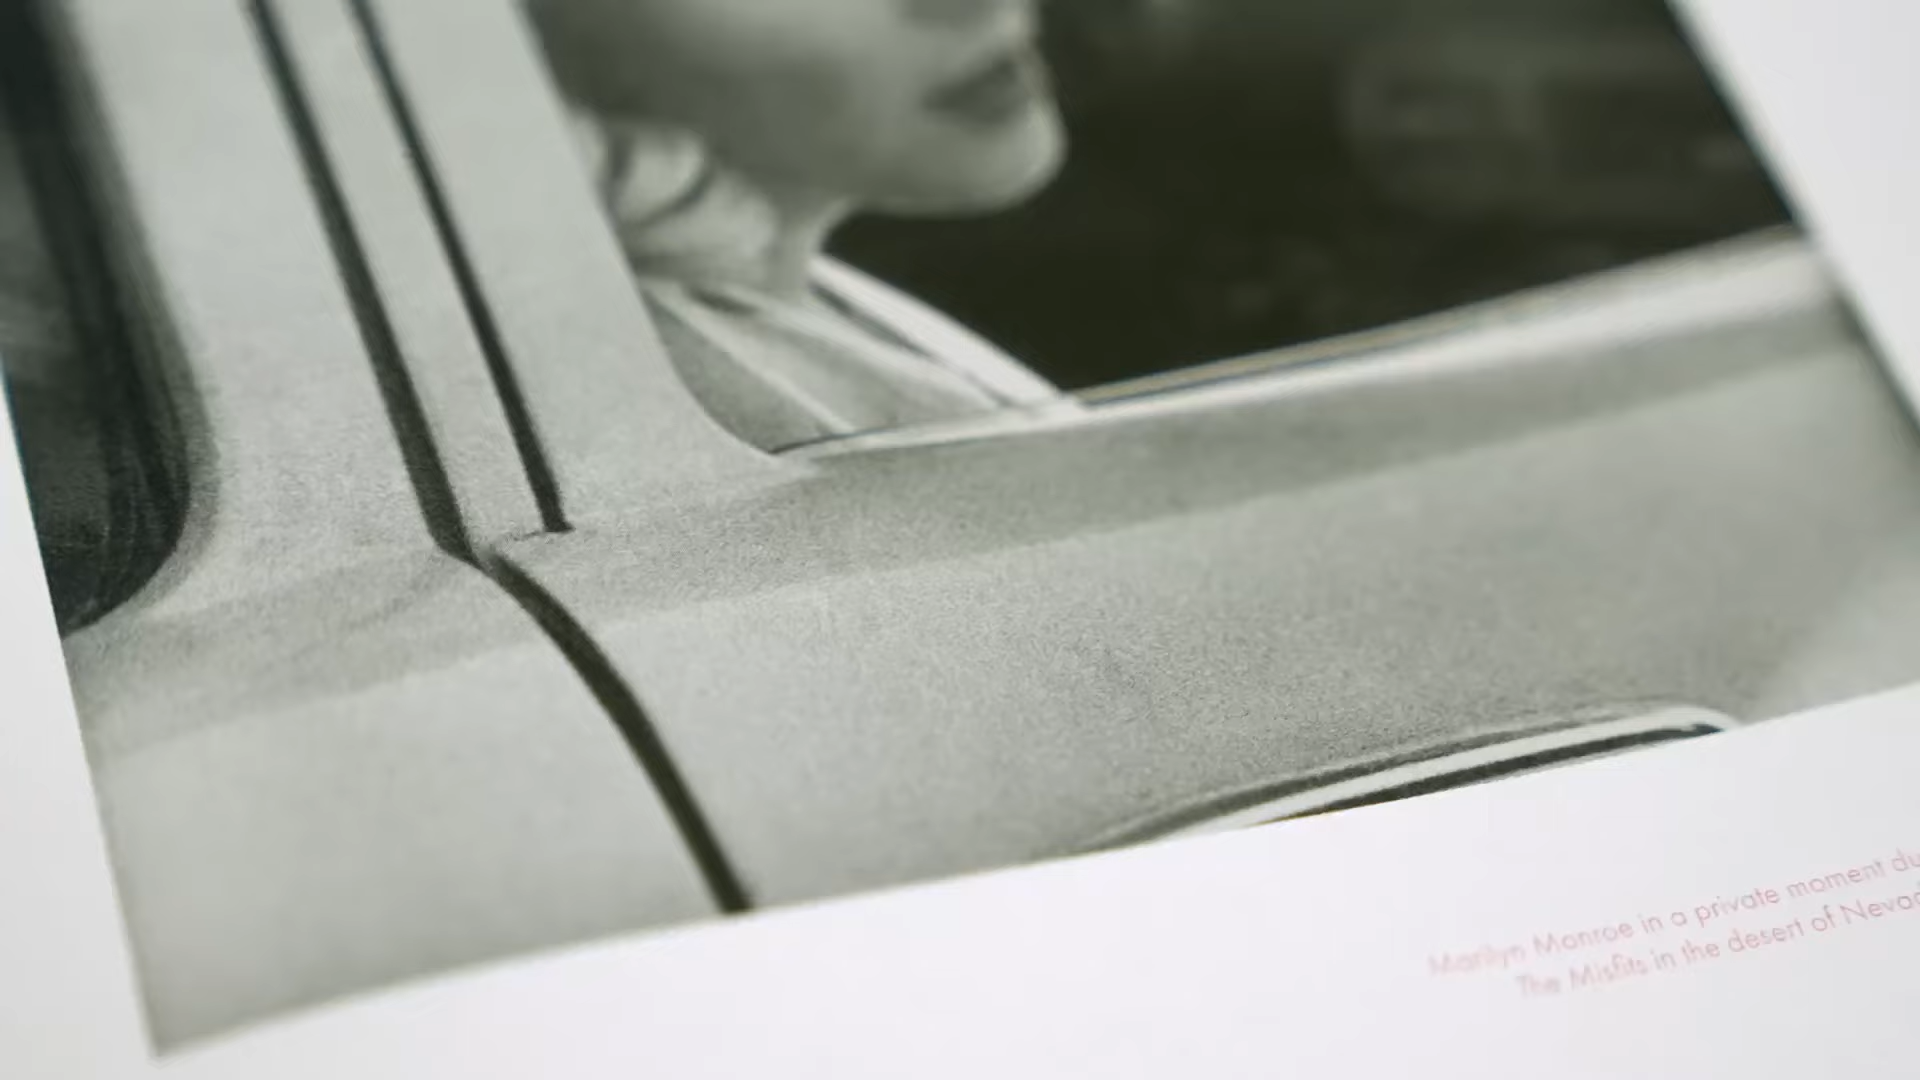 Marilyn Monroe in a private moment du
The Misfits in the desert of Nevad